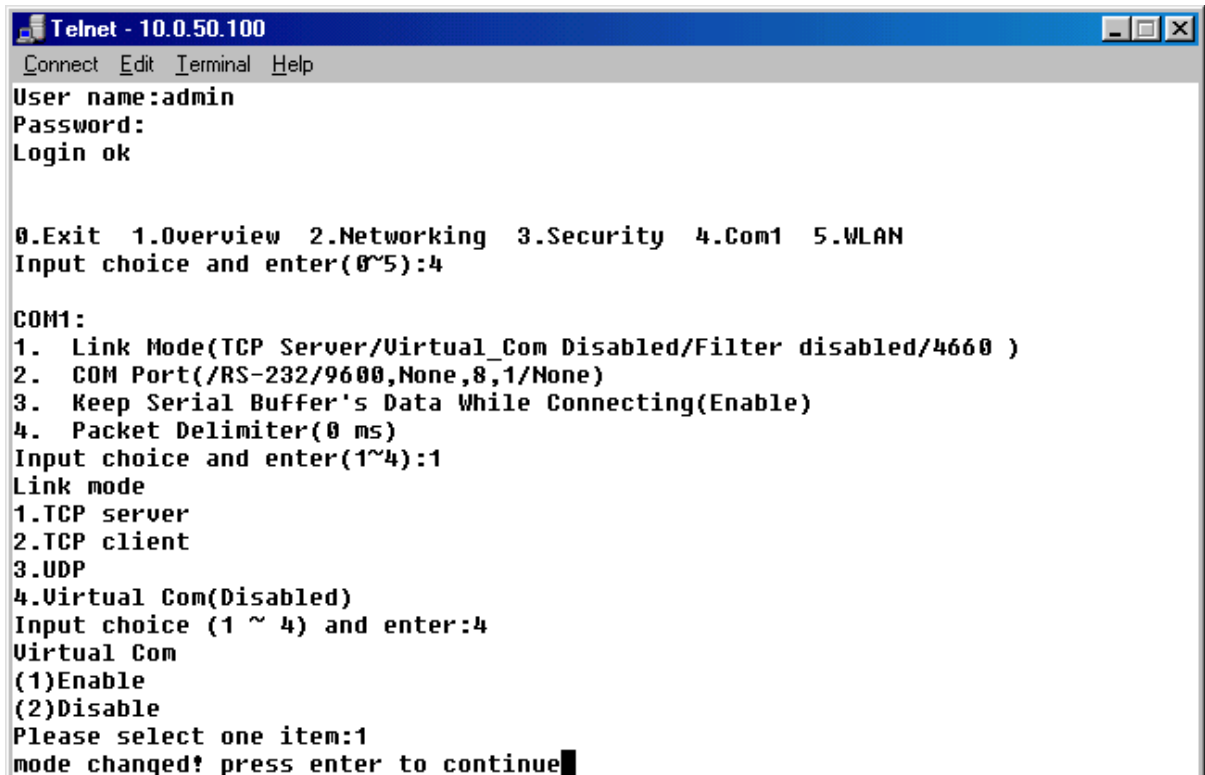 Telnet - 10.0.50.100
Connect Edit Terminal Help
User name:admin
Password:
Login ok
0.Exit  1.Overview  2.Networking  3.Security  4.Com1  5.WLAN
Input choice and enter(0~5):4
COM1:
1.  Link Mode(TCP Server/Virtual_Com Disabled/Filter disabled/4660 )
2.  COM Port(/RS-232/9600,None,8,1/None)
3.  Keep Serial Buffer's Data While Connecting(Enable)
4.  Packet Delimiter(0 ms)
Input choice and enter(1~4):1
Link mode
1.TCP server
2.TCP client
3.UDP
4.Virtual Com(Disabled)
Input choice (1 ~ 4) and enter:4
Virtual Com
(1)Enable
(2)Disable
Please select one item:1
mode changed! press enter to continue